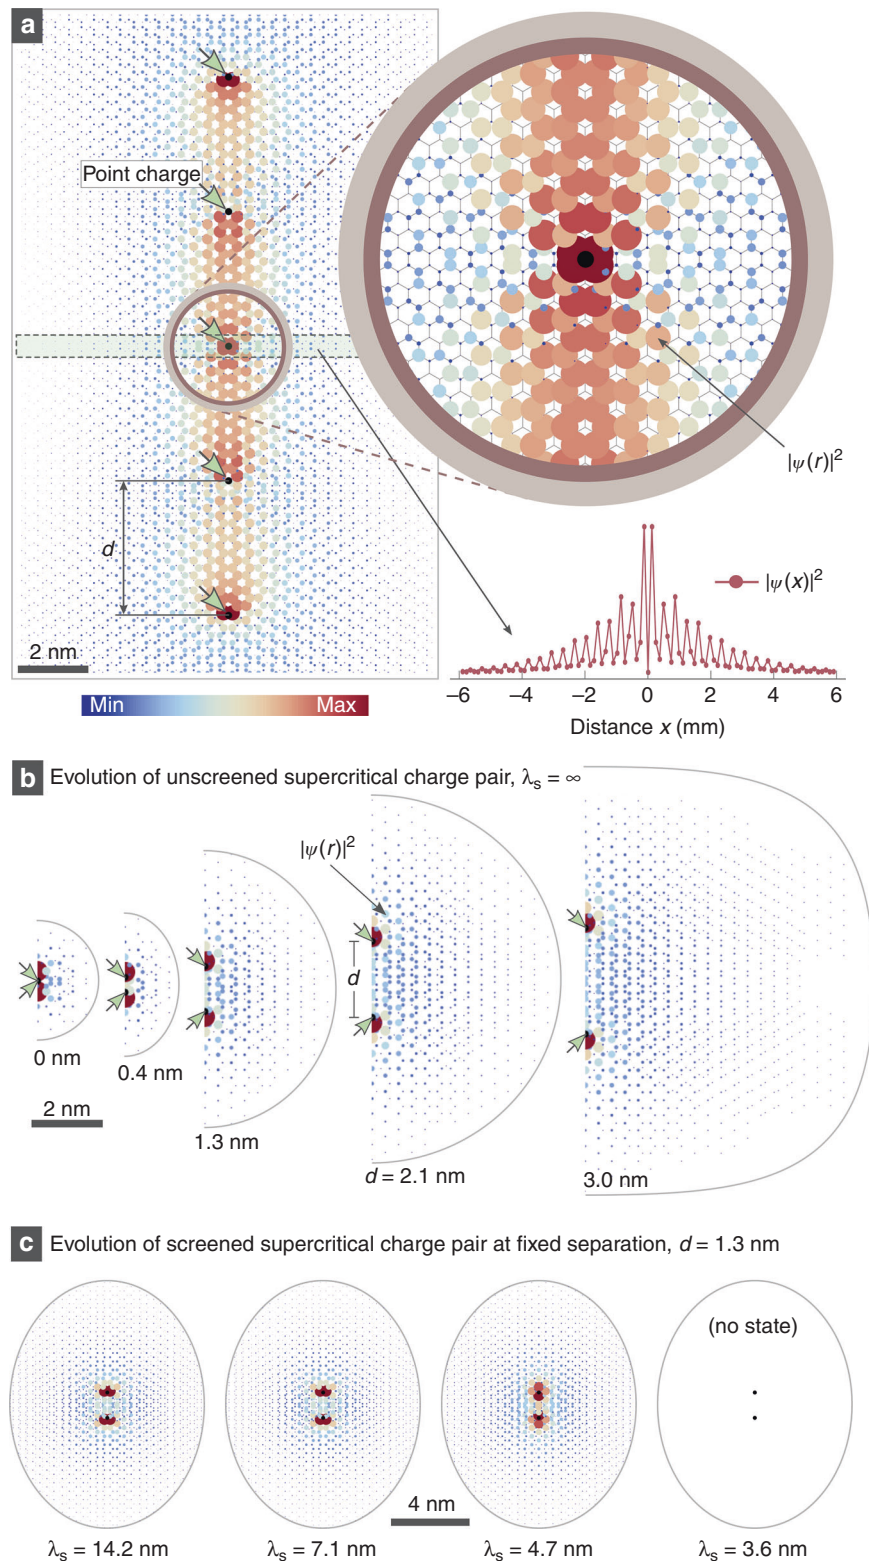 a
Point charge
d
2 nm
Min
Max
|ψ(r)|²
|ψ(x)|²
−6
−4
−2
0
2
4
6
Distance x (mm)
b Evolution of unscreened supercritical charge pair, λs = ∞
|ψ(r)|²
d
0 nm
0.4 nm
1.3 nm
d = 2.1 nm
3.0 nm
2 nm
c Evolution of screened supercritical charge pair at fixed separation, d = 1.3 nm
(no state)
4 nm
λs = 14.2 nm
λs = 7.1 nm
λs = 4.7 nm
λs = 3.6 nm